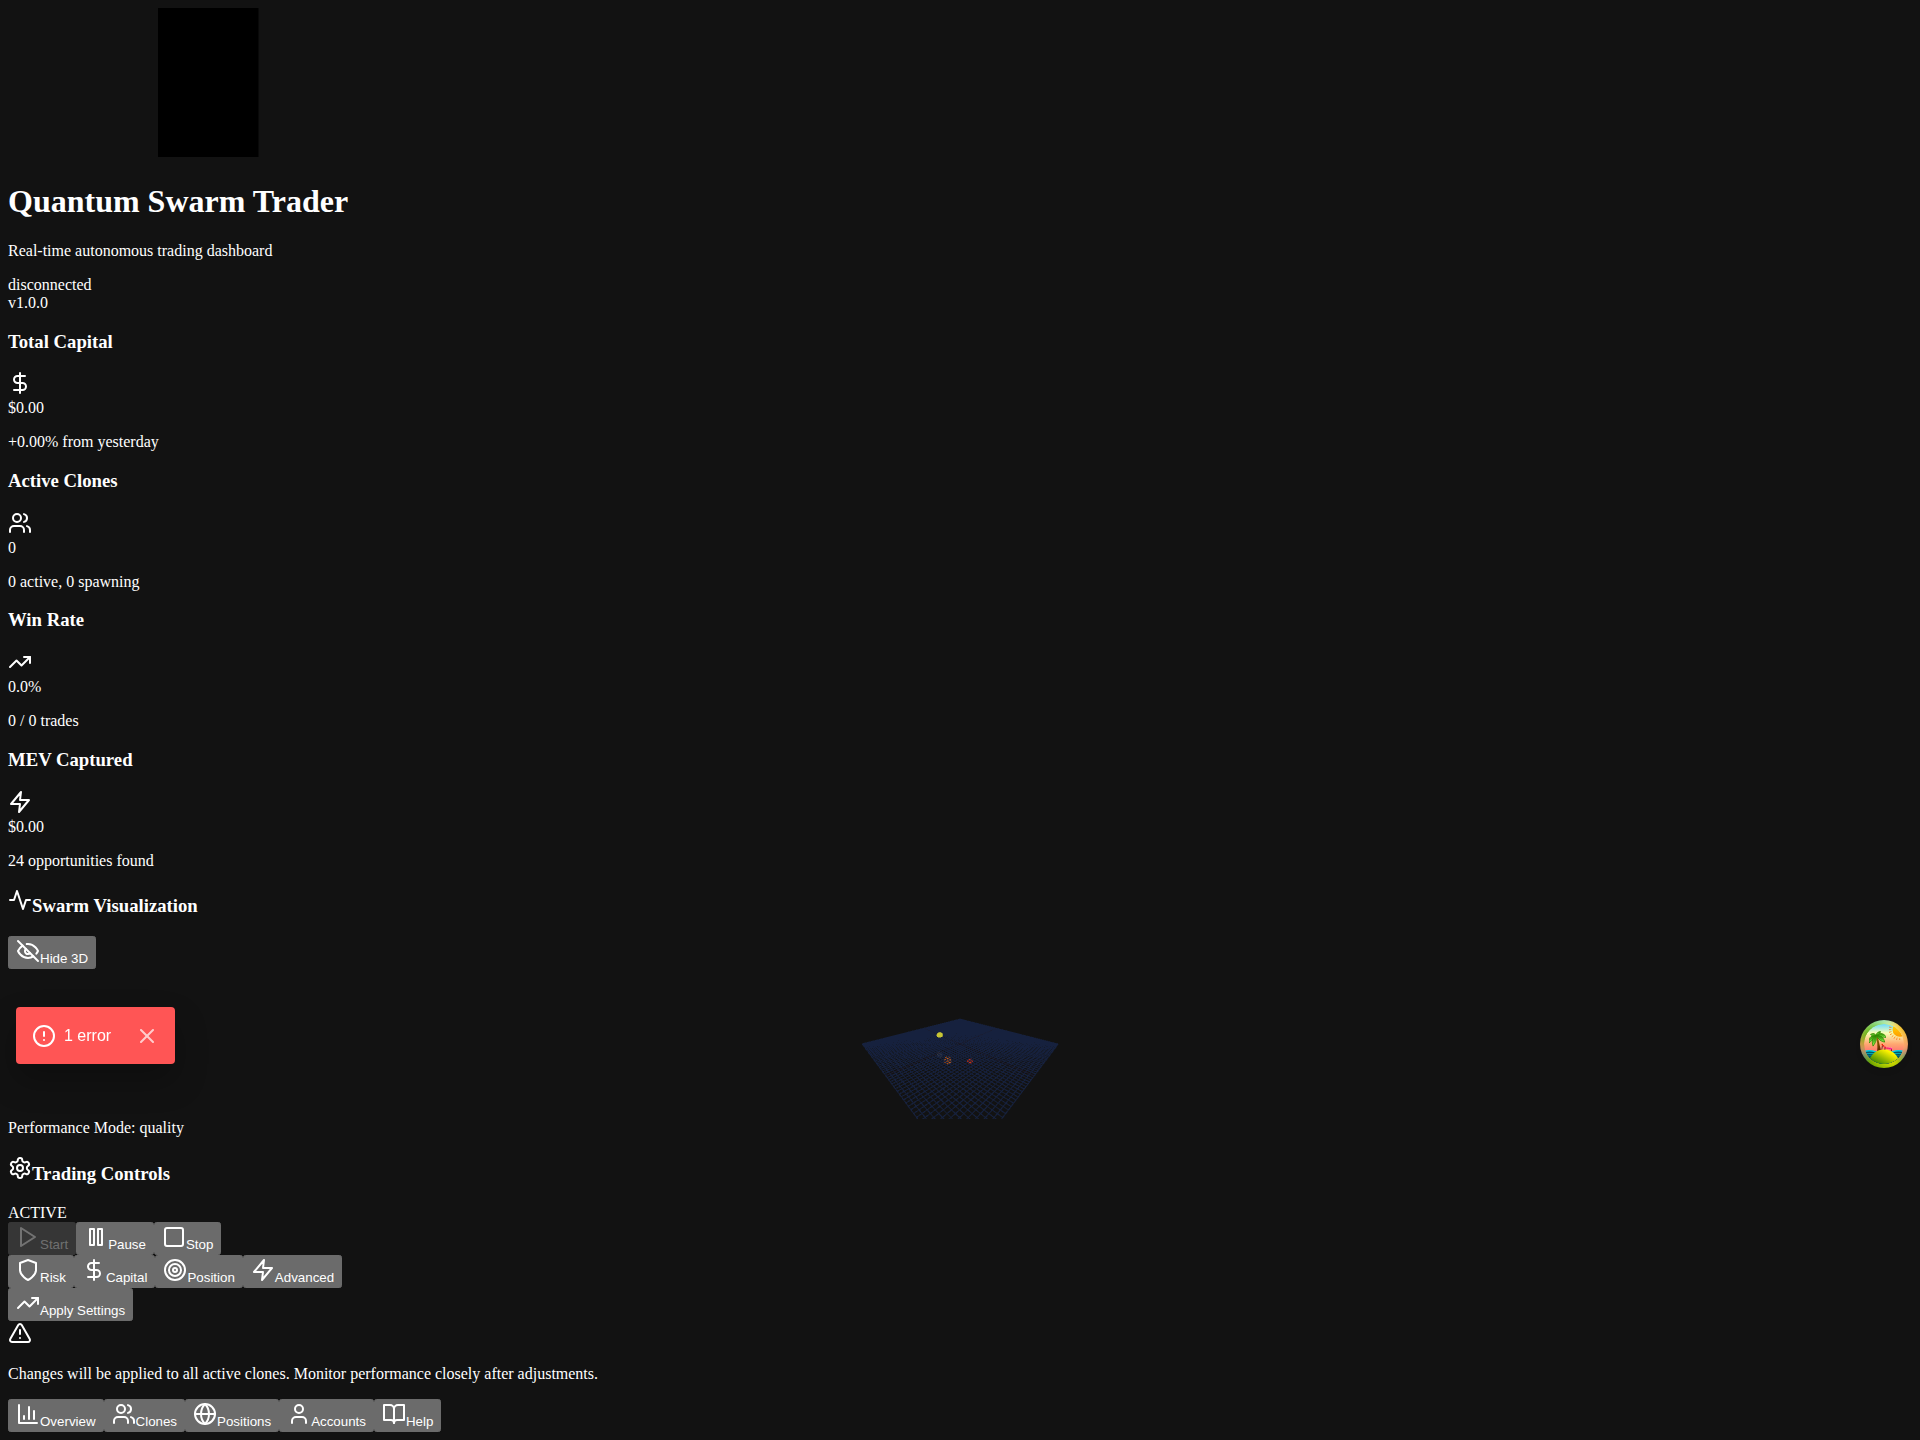 Quantum Swarm Trader
Real-time autonomous trading dashboard
disconnected
v1.0.0
Total Capital
$0.00
+0.00% from yesterday
Active Clones
0
0 active, 0 spawning
Win Rate
0.0%
0 / 0 trades
MEV Captured
$0.00
24 opportunities found
Swarm Visualization
Hide 3D
1 error
Performance Mode: quality
Trading Controls
ACTIVE
Start Pause Stop
Risk Capital Position Advanced
Apply Settings
Changes will be applied to all active clones. Monitor performance closely after adjustments.
Overview Clones Positions Accounts Help